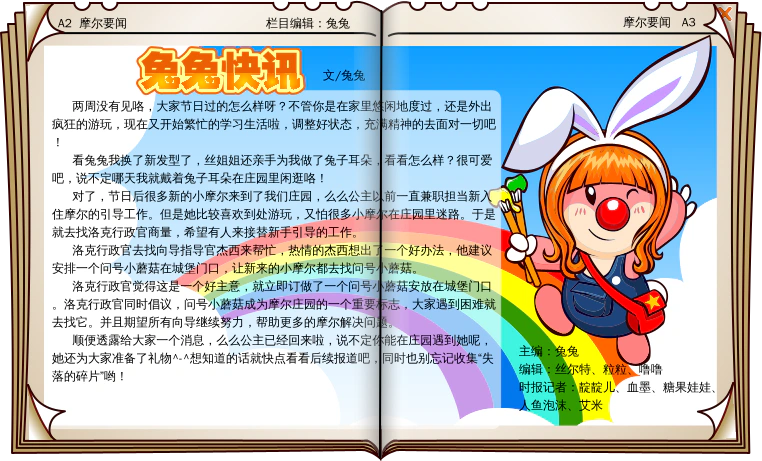 A2 摩尔要闻
栏目编辑：兔兔
摩尔要闻 A3
兔兔快讯
文/兔兔
两周没有见咯，大家节日过的怎么样呀？不管你是在家里悠闲地度过，还是外出
疯狂的游玩，现在又开始繁忙的学习生活啦，调整好状态，充满精神的去面对一切吧
！
看兔兔我换了新发型了，丝姐姐还亲手为我做了兔子耳朵，看看怎么样？很可爱
吧，说不定哪天我就戴着兔子耳朵在庄园里闲逛咯！
对了，节日后很多新的小摩尔来到了我们庄园，么么公主以前一直兼职担当新入
住摩尔的引导工作。但是她比较喜欢到处游玩，又怕很多小摩尔在庄园里迷路。于是
就去找洛克行政官商量，希望有人来接替新手引导的工作。
洛克行政官去找向导指导官杰西来帮忙，热情的杰西想出了一个好办法，他建议
安排一个问号小蘑菇在城堡门口，让新来的小摩尔都去找问号小蘑菇。
洛克行政官觉得这是一个好主意，就立即订做了一个问号小蘑菇安放在城堡门口
。洛克行政官同时倡议，问号小蘑菇成为摩尔庄园的一个重要标志，大家遇到困难就
去找它。并且期望所有向导继续努力，帮助更多的摩尔解决问题。
顺便透露给大家一个消息，么么公主已经回来啦，说不定你能在庄园遇到她呢，
她还为大家准备了礼物^-^想知道的话就快点看看后续报道吧，同时也别忘记收集“失
落的碎片”哟！
主编：兔兔
编辑：丝尔特、粒粒、噜噜
时报记者：靛靛儿、血墨、糖果娃娃、
人鱼泡沫、艾米